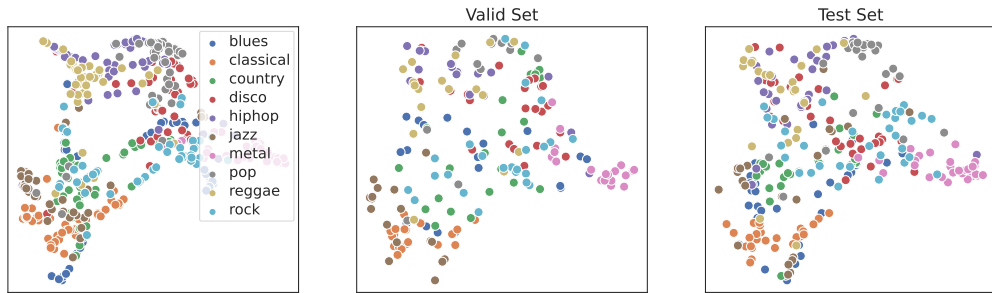 Valid Set
Test Set
blues
classical
country
disco
hiphop
jazz
metal
pop
reggae
rock